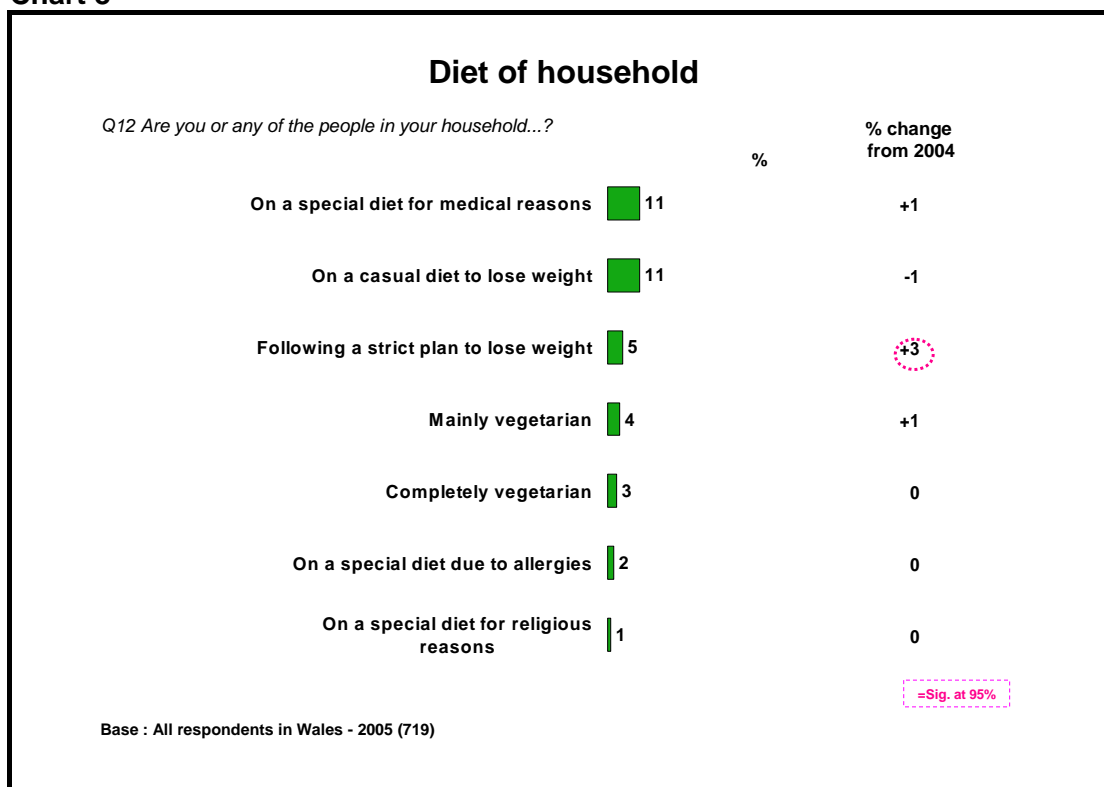 Diet of household
Q12 Are you or any of the people in your household...?
% change
from 2004
%
On a special diet for medical reasons 11 +1
On a casual diet to lose weight 11 -1
Following a strict plan to lose weight 5 +3
Mainly vegetarian 4 +1
Completely vegetarian 3 0
On a special diet due to allergies 2 0
On a special diet for religious
reasons 1 0
=Sig. at 95%
Base : All respondents in Wales - 2005 (719)